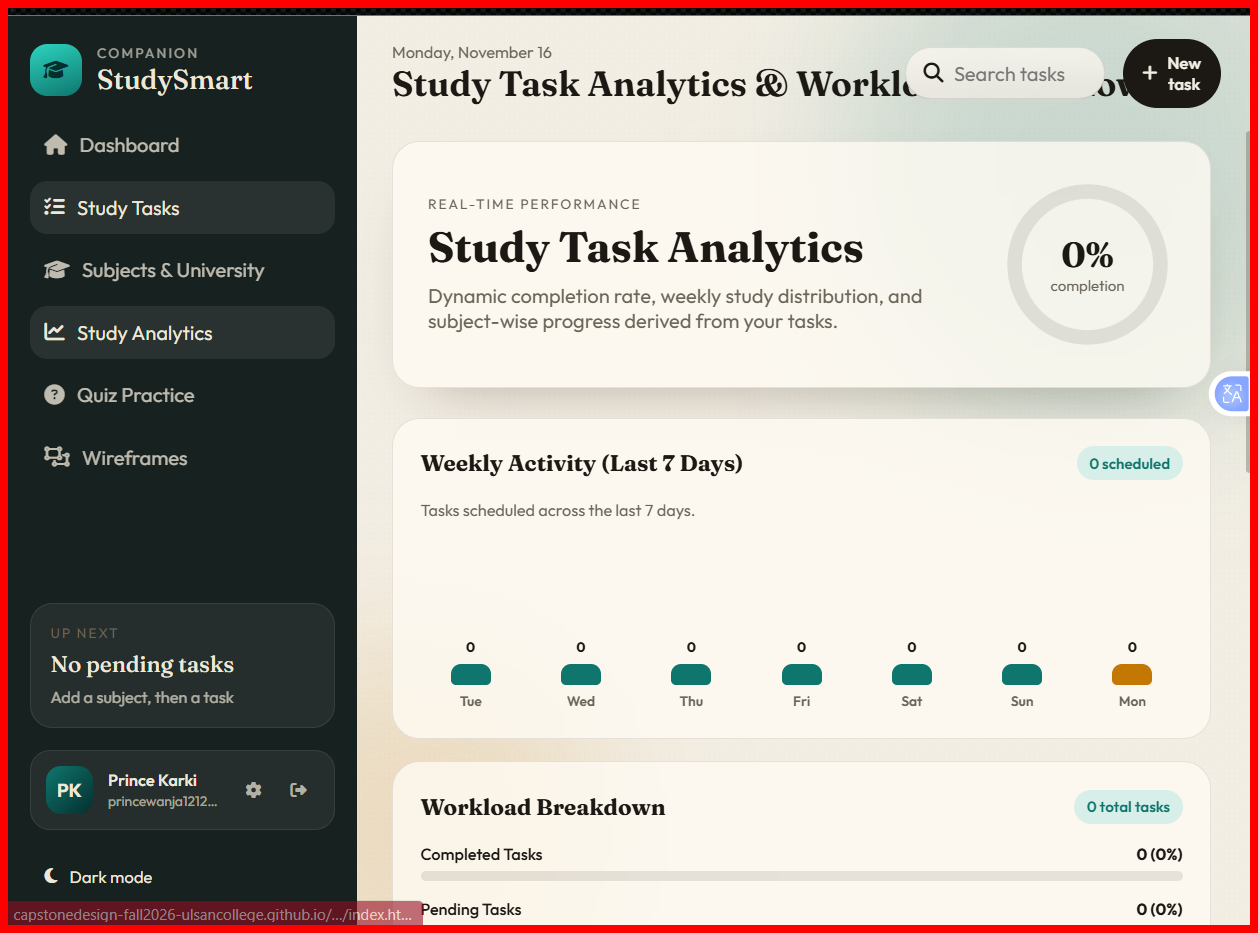 COMPANION
StudySmart
Dashboard
Study Tasks
Subjects & University
Study Analytics
Quiz Practice
Wireframes
UP NEXT
No pending tasks
Add a subject, then a task
PK
Prince Karki
princewanja1212...
Dark mode
capstonedesign-fall2026-ulsancollege.github.io/.../index.ht...
Monday, November 16
Study Task Analytics &
Search tasks
New
task
REAL-TIME PERFORMANCE
Study Task Analytics
Dynamic completion rate, weekly study distribution, and
subject-wise progress derived from your tasks.
0%
completion
Weekly Activity (Last 7 Days)
0 scheduled
Tasks scheduled across the last 7 days.
0 0 0 0 0 0 0
Tue Wed Thu Fri Sat Sun Mon
Workload Breakdown
0 total tasks
Completed Tasks 0 (0%)
Pending Tasks 0 (0%)